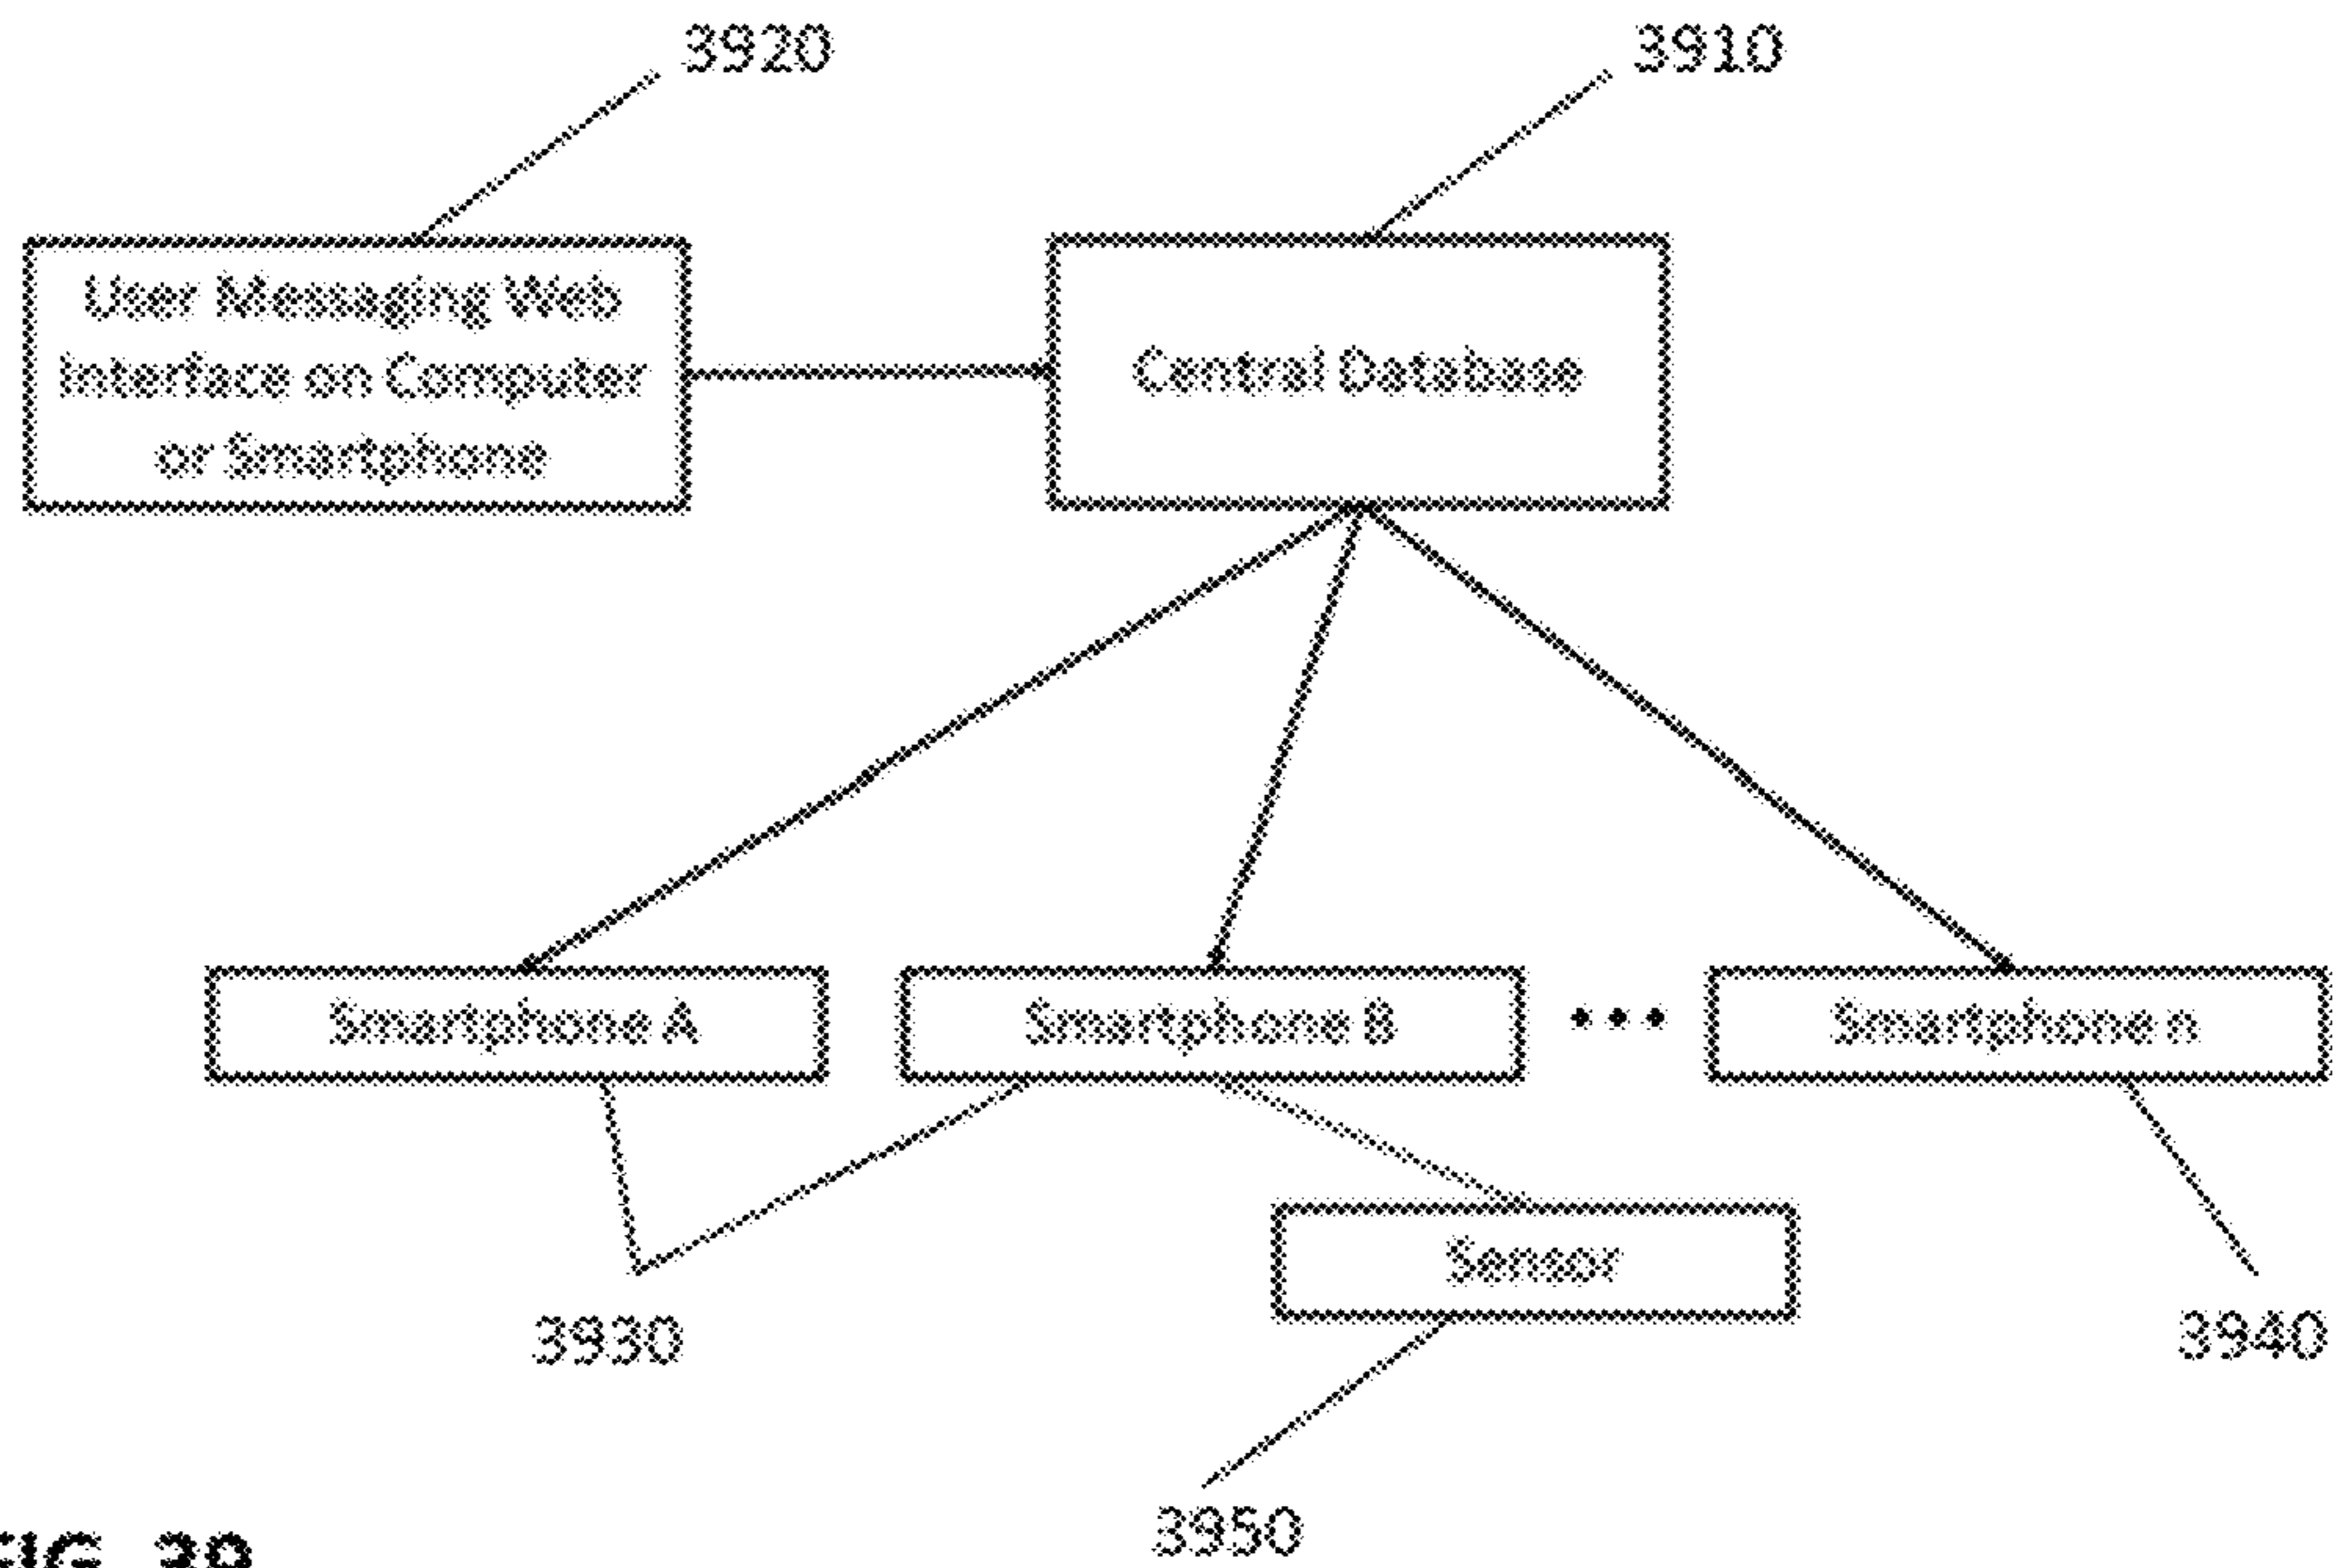 3920
3910
User Messaging Web
Interface on Computer
or Smartphone
Central Database
Smartphone A
Smartphone B
•••
Smartphone n
Sensor
3930
3940
3950
FIG. 39